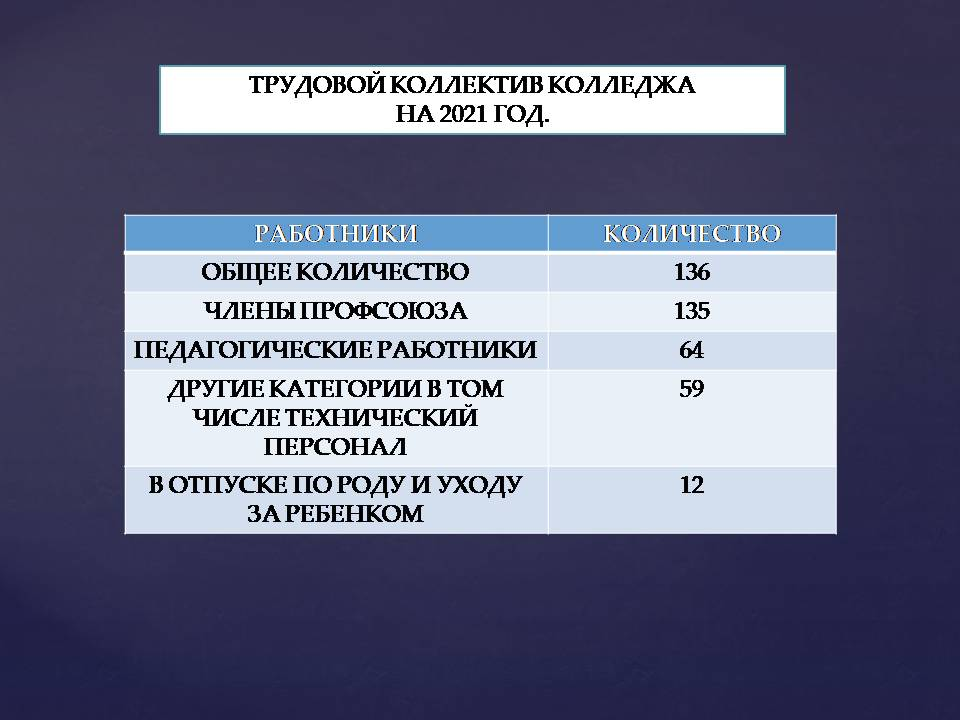 ТРУДОВОЙ КОЛЛЕКТИВ КОЛЛЕДЖА
НА 2021 ГОД.
РАБОТНИКИ КОЛИЧЕСТВО
ОБЩЕЕ КОЛИЧЕСТВО 136
ЧЛЕНЫ ПРОФСОЮЗА 135
ПЕДАГОГИЧЕСКИЕ РАБОТНИКИ 64
ДРУГИЕ КАТЕГОРИИ В ТОМ 59
ЧИСЛЕ ТЕХНИЧЕСКИЙ
ПЕРСОНАЛ
В ОТПУСКЕ ПО РОДУ И УХОДУ 12
ЗА РЕБЕНКОМ